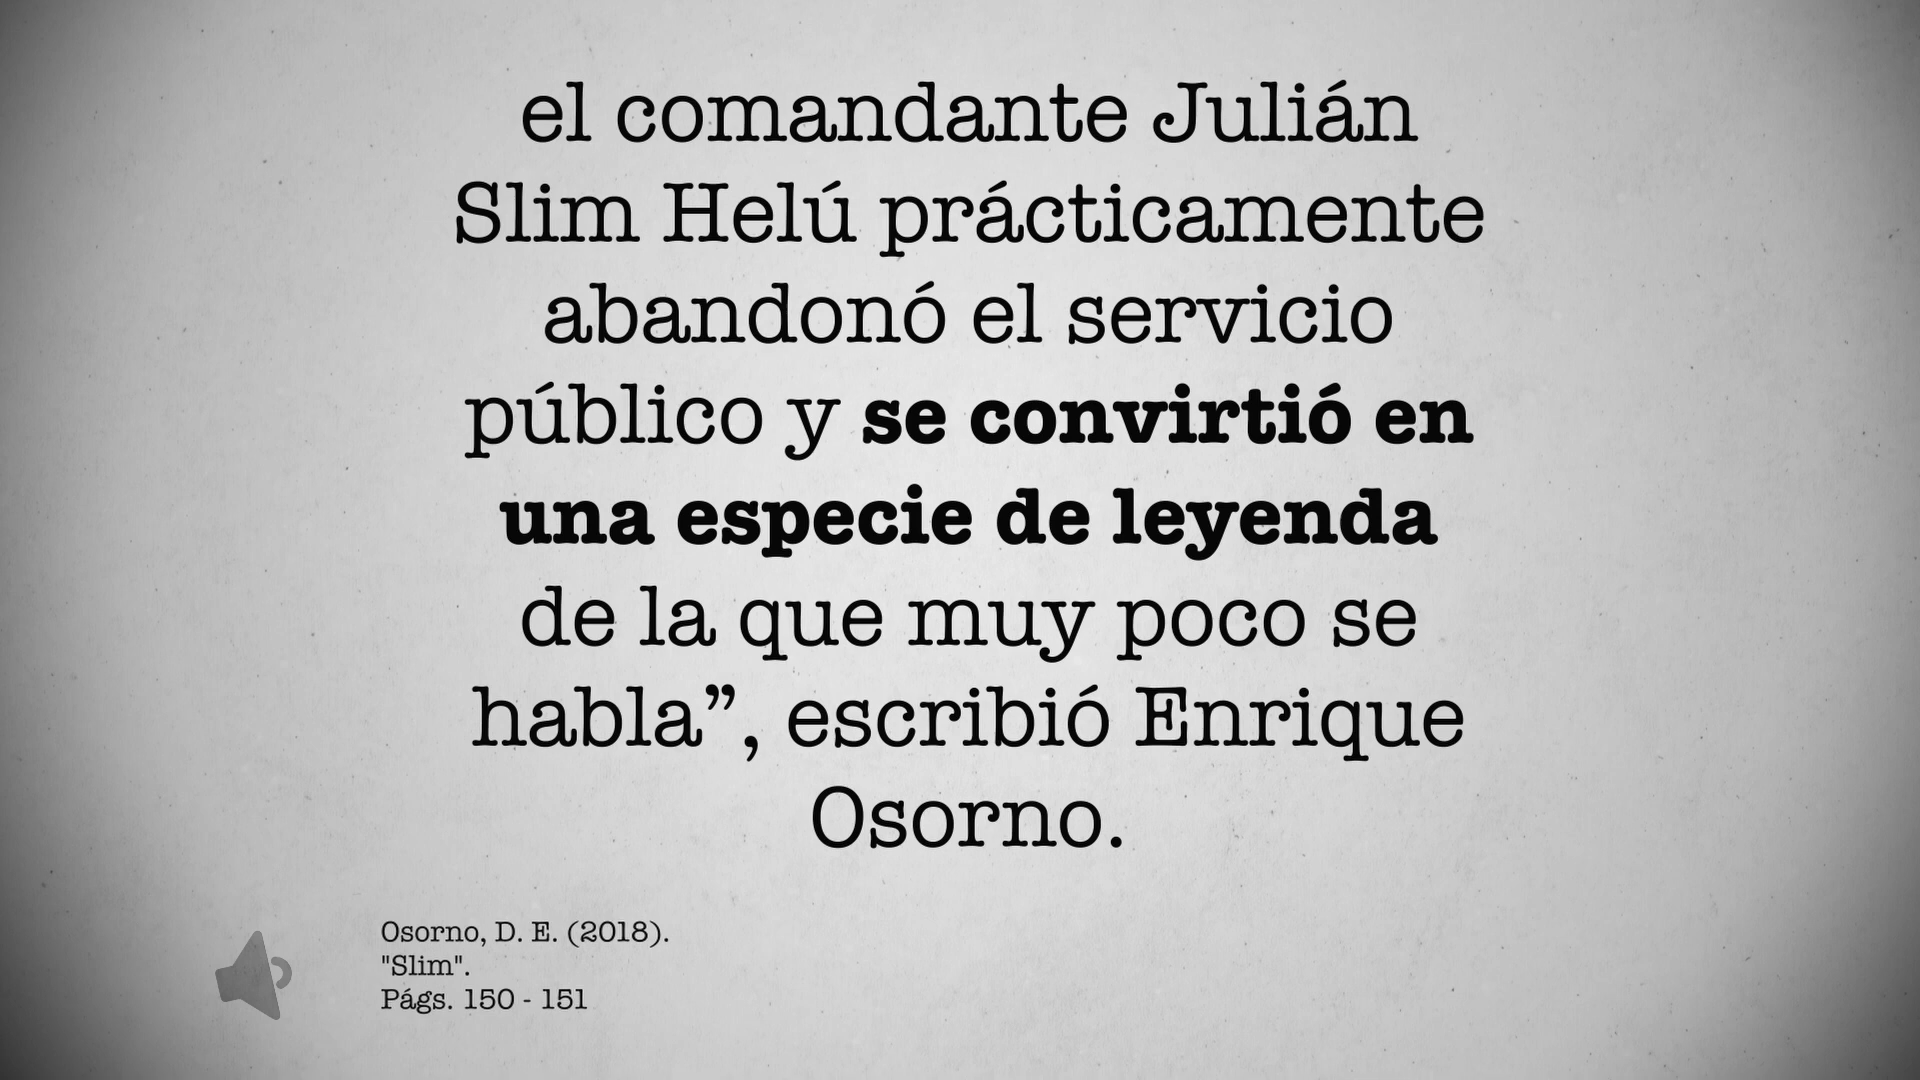 el comandante Julián
Slim Helú prácticamente
abandonó el servicio
público y se convirtió en
una especie de leyenda
de la que muy poco se
habla”, escribió Enrique
Osorno.
Osorno, D. E. (2018).
"Slim".
Págs. 150 - 151